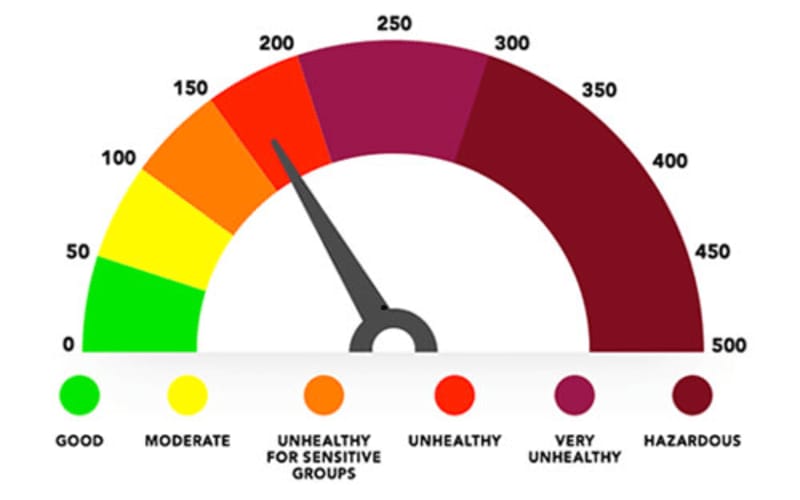 0
50
100
150
200
250
300
350
400
450
500
GOOD
MODERATE
UNHEALTHY
FOR SENSITIVE
GROUPS
UNHEALTHY
VERY
UNHEALTHY
HAZARDOUS